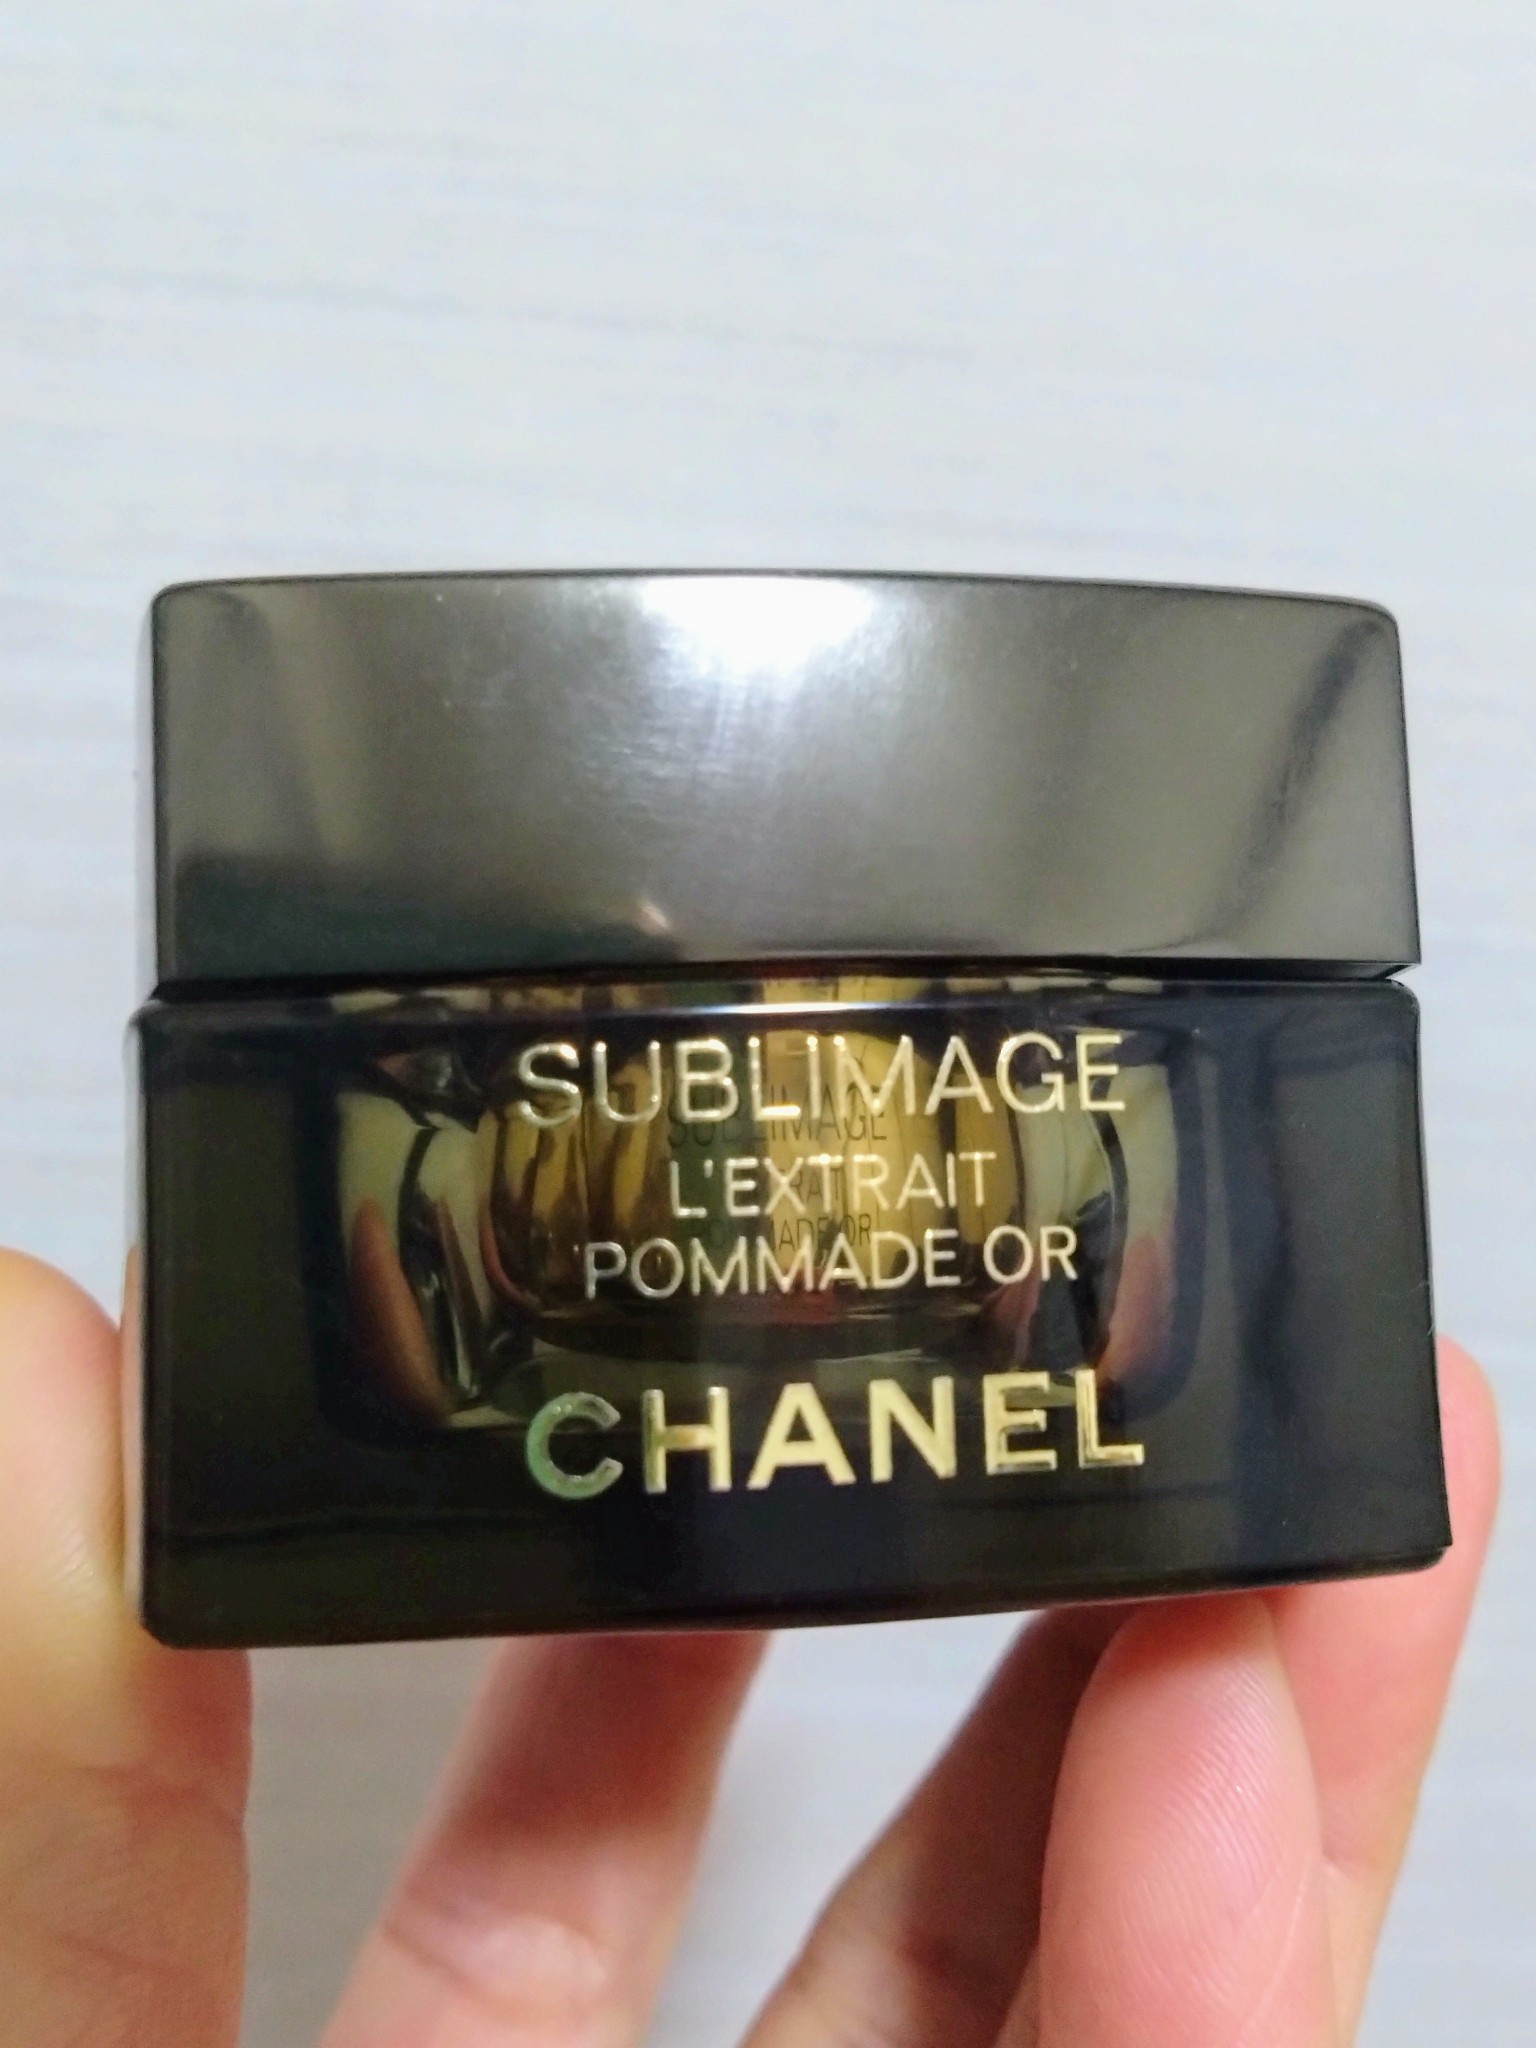 SUBLIMAGE
L'EXTRAIT
POMMADE OR
CHANEL